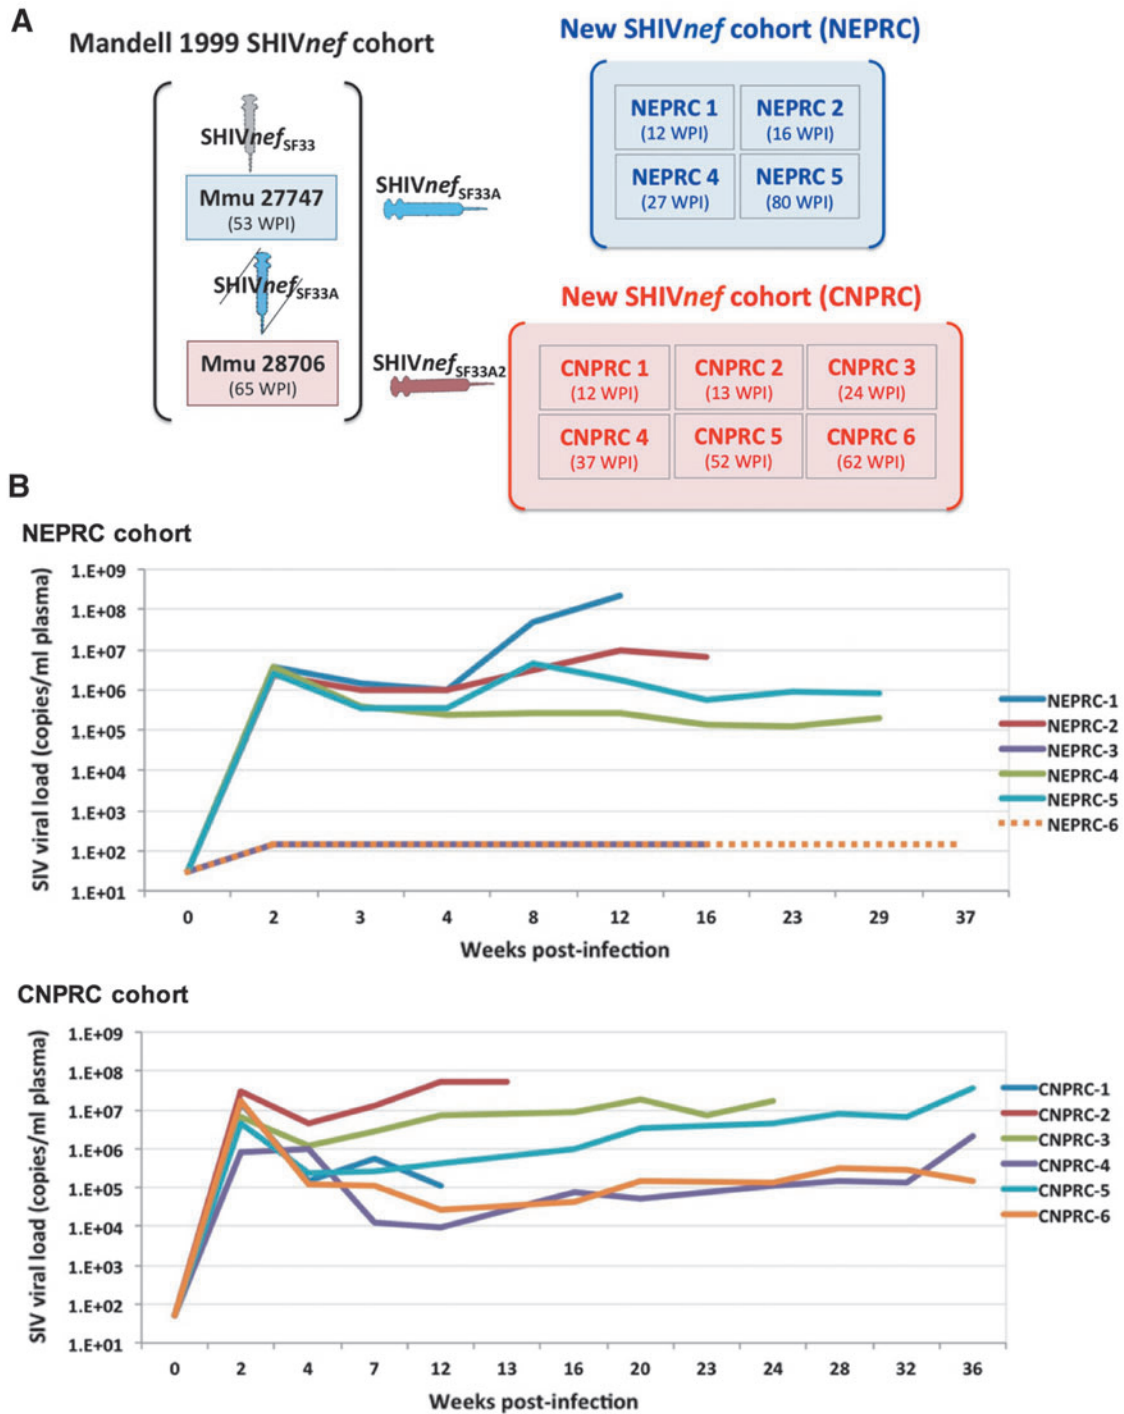 A
Mandell 1999 SHIVnef cohort
New SHIVnef cohort (NEPRC)
SHIVnefSF33
Mmu 27747
(53 WPI)
SHIVnefSF33A
SHIVnefSF33A
Mmu 28706
(65 WPI)
SHIVnefSF33A2
NEPRC 1
(12 WPI)
NEPRC 2
(16 WPI)
NEPRC 4
(27 WPI)
NEPRC 5
(80 WPI)
New SHIVnef cohort (CNPRC)
CNPRC 1
(12 WPI)
CNPRC 2
(13 WPI)
CNPRC 3
(24 WPI)
CNPRC 4
(37 WPI)
CNPRC 5
(52 WPI)
CNPRC 6
(62 WPI)
B
NEPRC cohort
SIV viral load (copies/ml plasma)
1.E+09
1.E+08
1.E+07
1.E+06
1.E+05
1.E+04
1.E+03
1.E+02
1.E+01
0 2 3 4 8 12 16 23 29 37
Weeks post-infection
NEPRC-1
NEPRC-2
NEPRC-3
NEPRC-4
NEPRC-5
NEPRC-6
CNPRC cohort
SIV viral load (copies/ml plasma)
1.E+09
1.E+08
1.E+07
1.E+06
1.E+05
1.E+04
1.E+03
1.E+02
1.E+01
0 2 4 7 12 13 16 20 23 24 28 32 36
Weeks post-infection
CNPRC-1
CNPRC-2
CNPRC-3
CNPRC-4
CNPRC-5
CNPRC-6